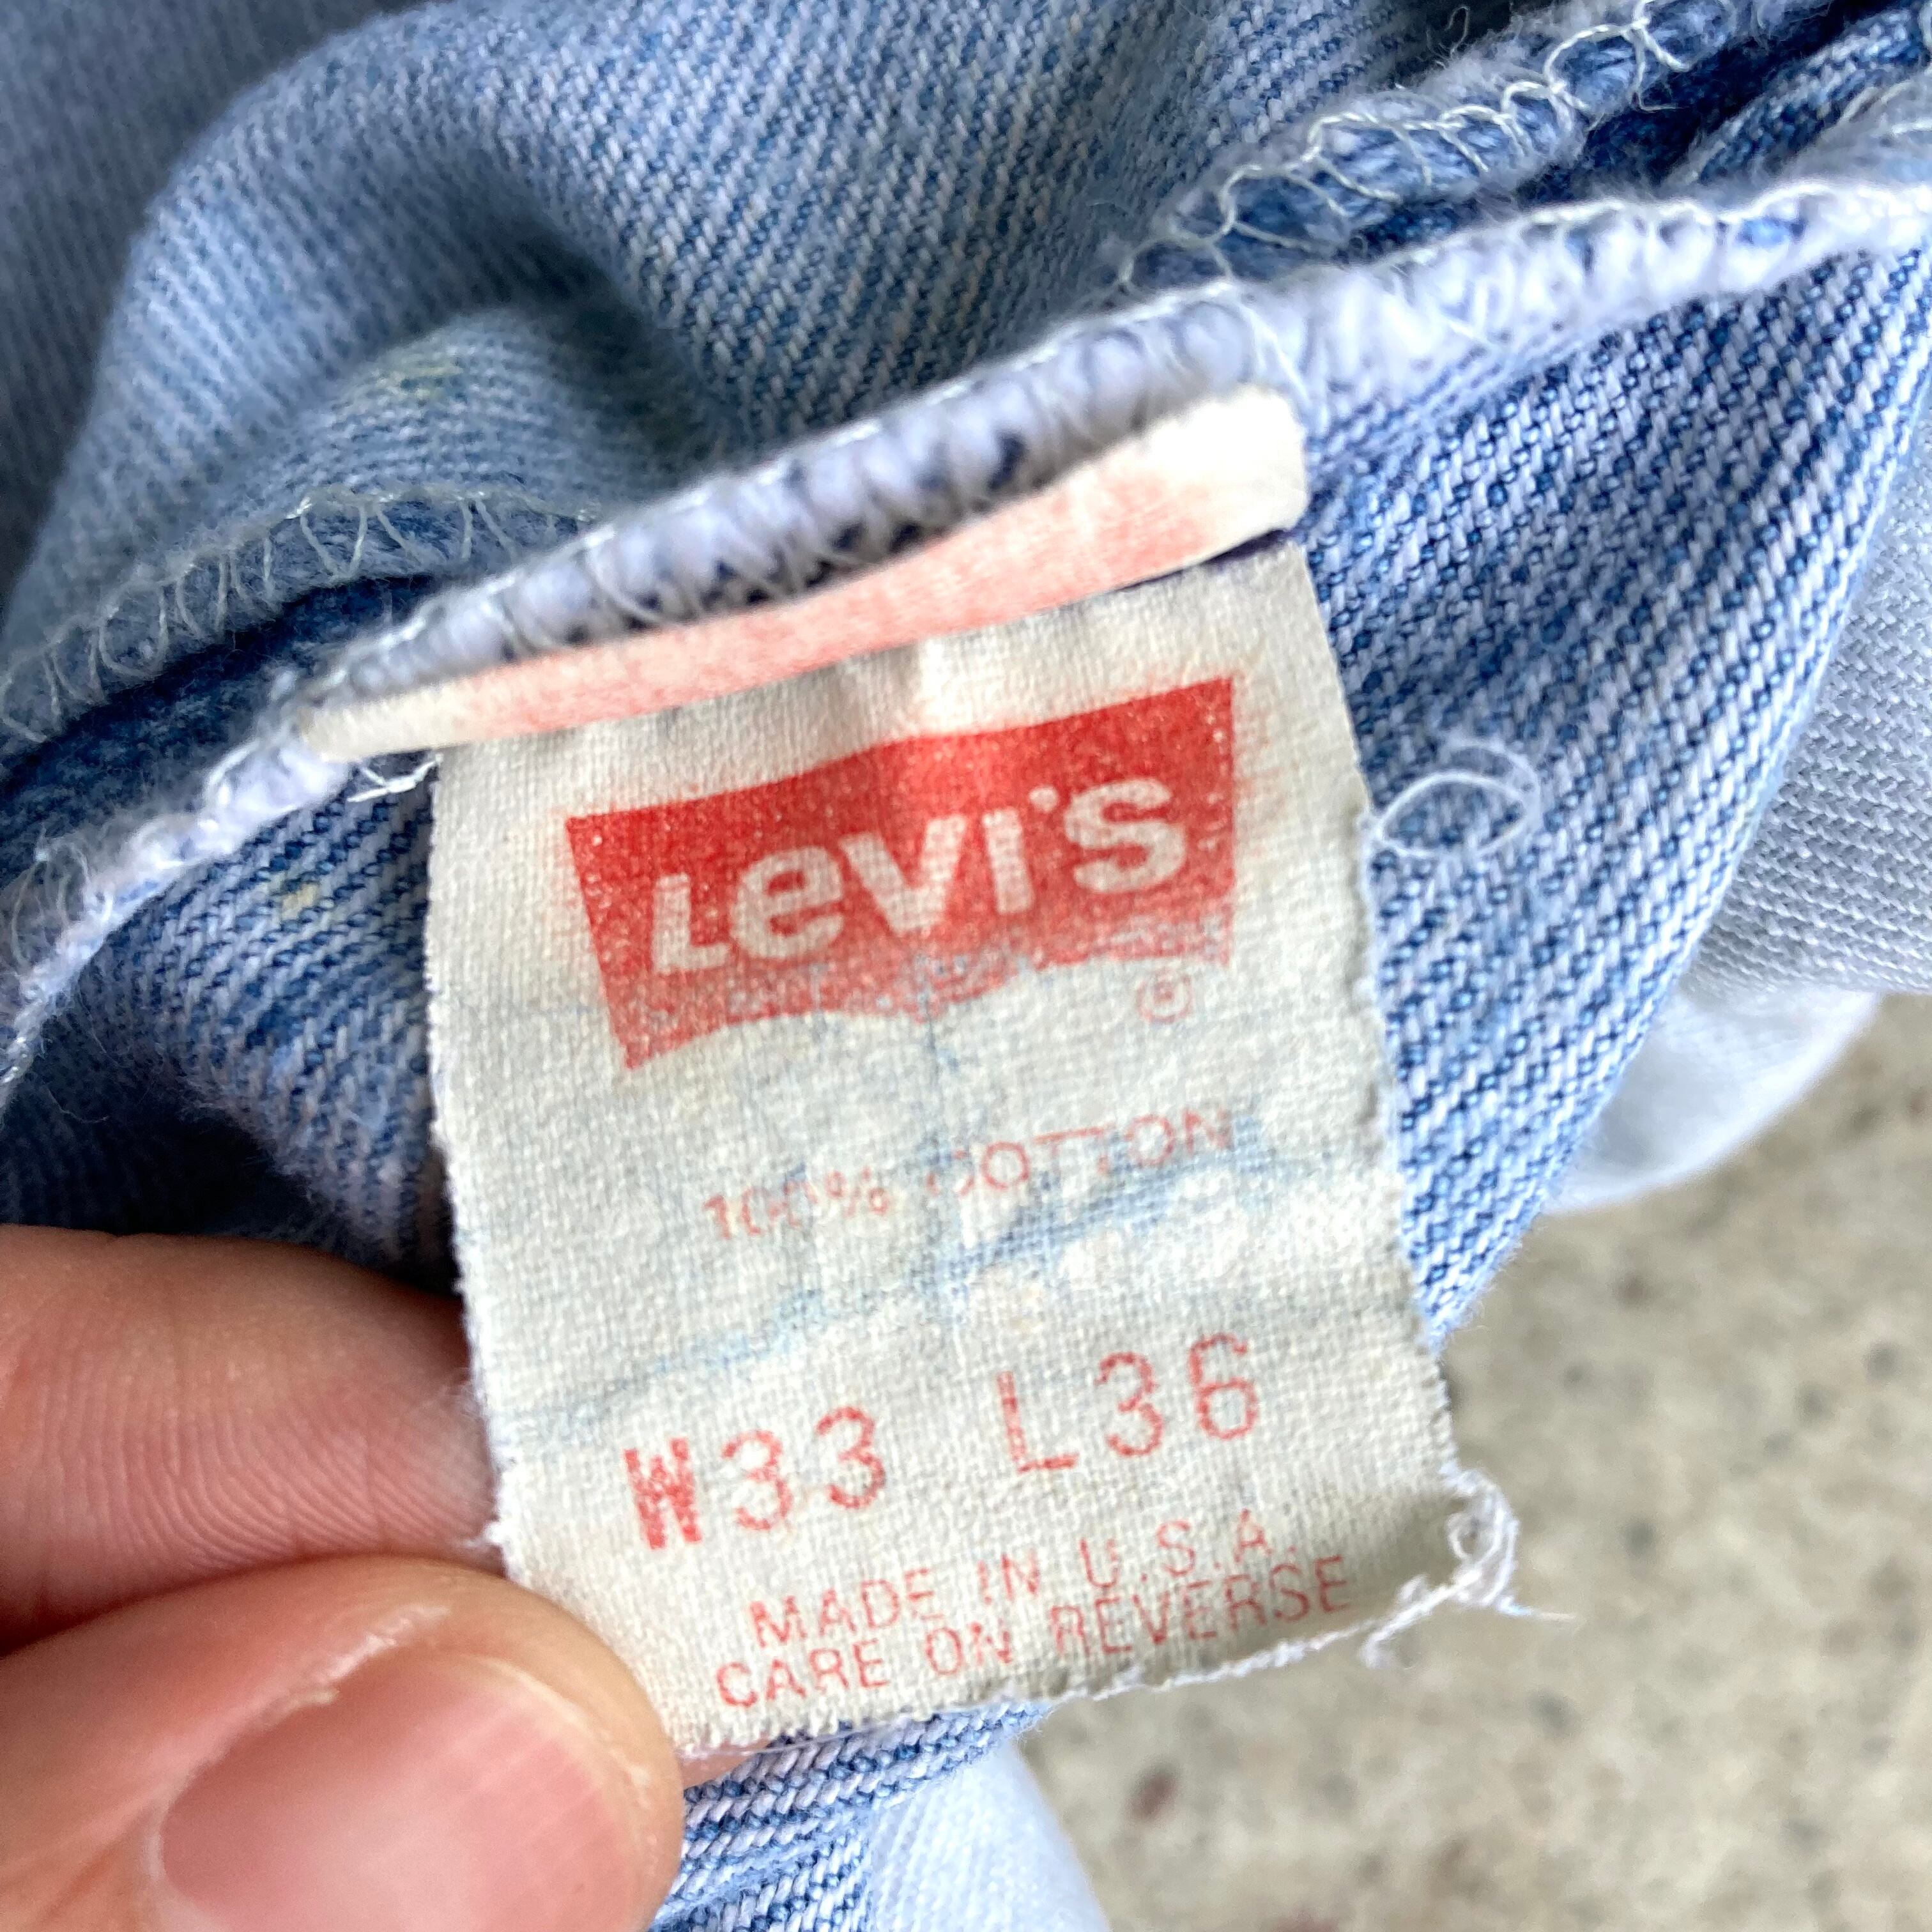 Levi's
®
100% COTTON
W33 L36
MADE IN U.S.A.
CARE ON REVERSE